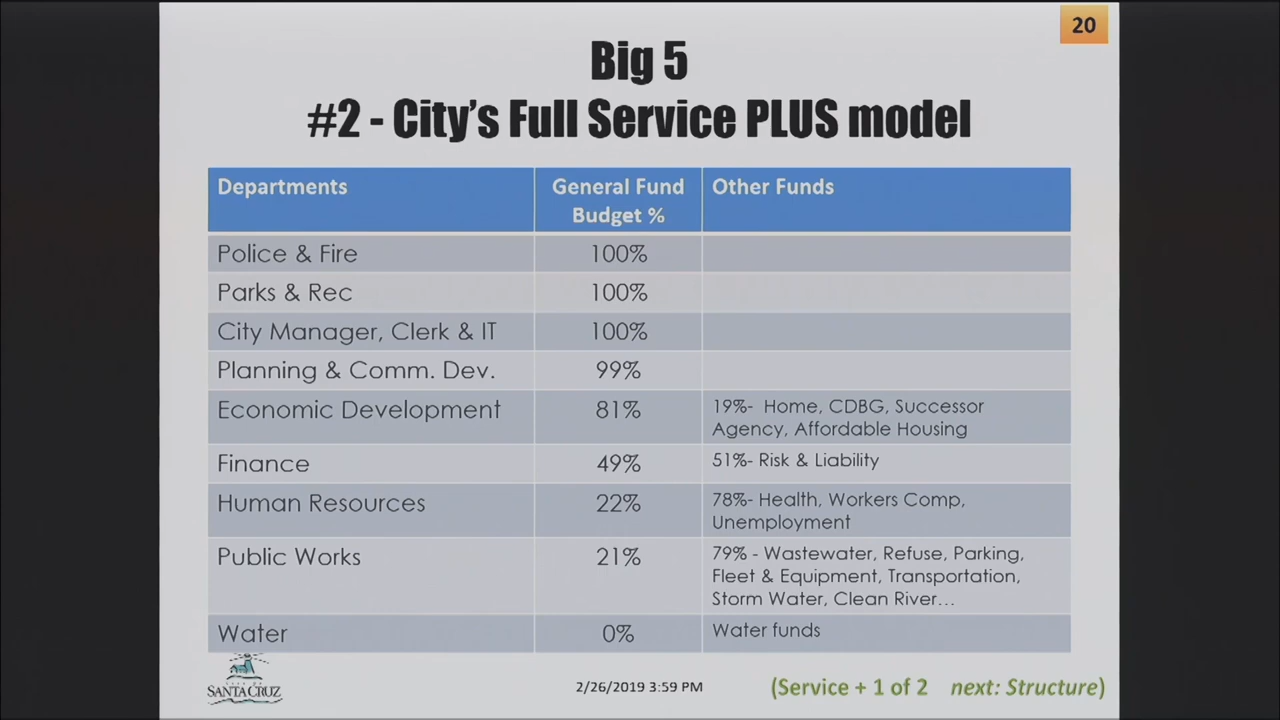 20
Big 5
#2 - City's Full Service PLUS model
Departments
General Fund
Budget %
Other Funds
Police & Fire
100%
Parks & Rec
100%
City Manager, Clerk & IT
100%
Planning & Comm. Dev.
99%
Economic Development
81%
19%- Home, CDBG, Successor
Agency, Affordable Housing
Finance
49%
51%- Risk & Liability
Human Resources
22%
78%- Health, Workers Comp,
Unemployment
Public Works
21%
79% - Wastewater, Refuse, Parking,
Fleet & Equipment, Transportation,
Storm Water, Clean River...
Water
0%
Water funds
CITY OF
SANTA CRUZ
2/26/2019 3:59 PM
(Service + 1 of 2 next: Structure)